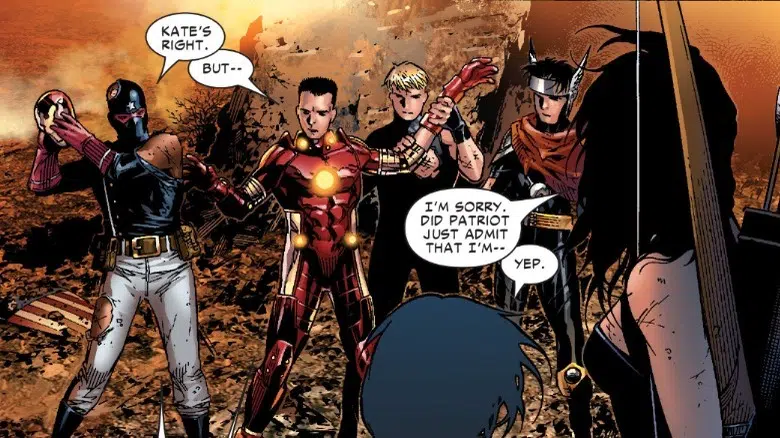 KATE'S
RIGHT.
BUT--
I'M SORRY.
DID PATRIOT
JUST ADMIT
THAT I'M--
YEP.